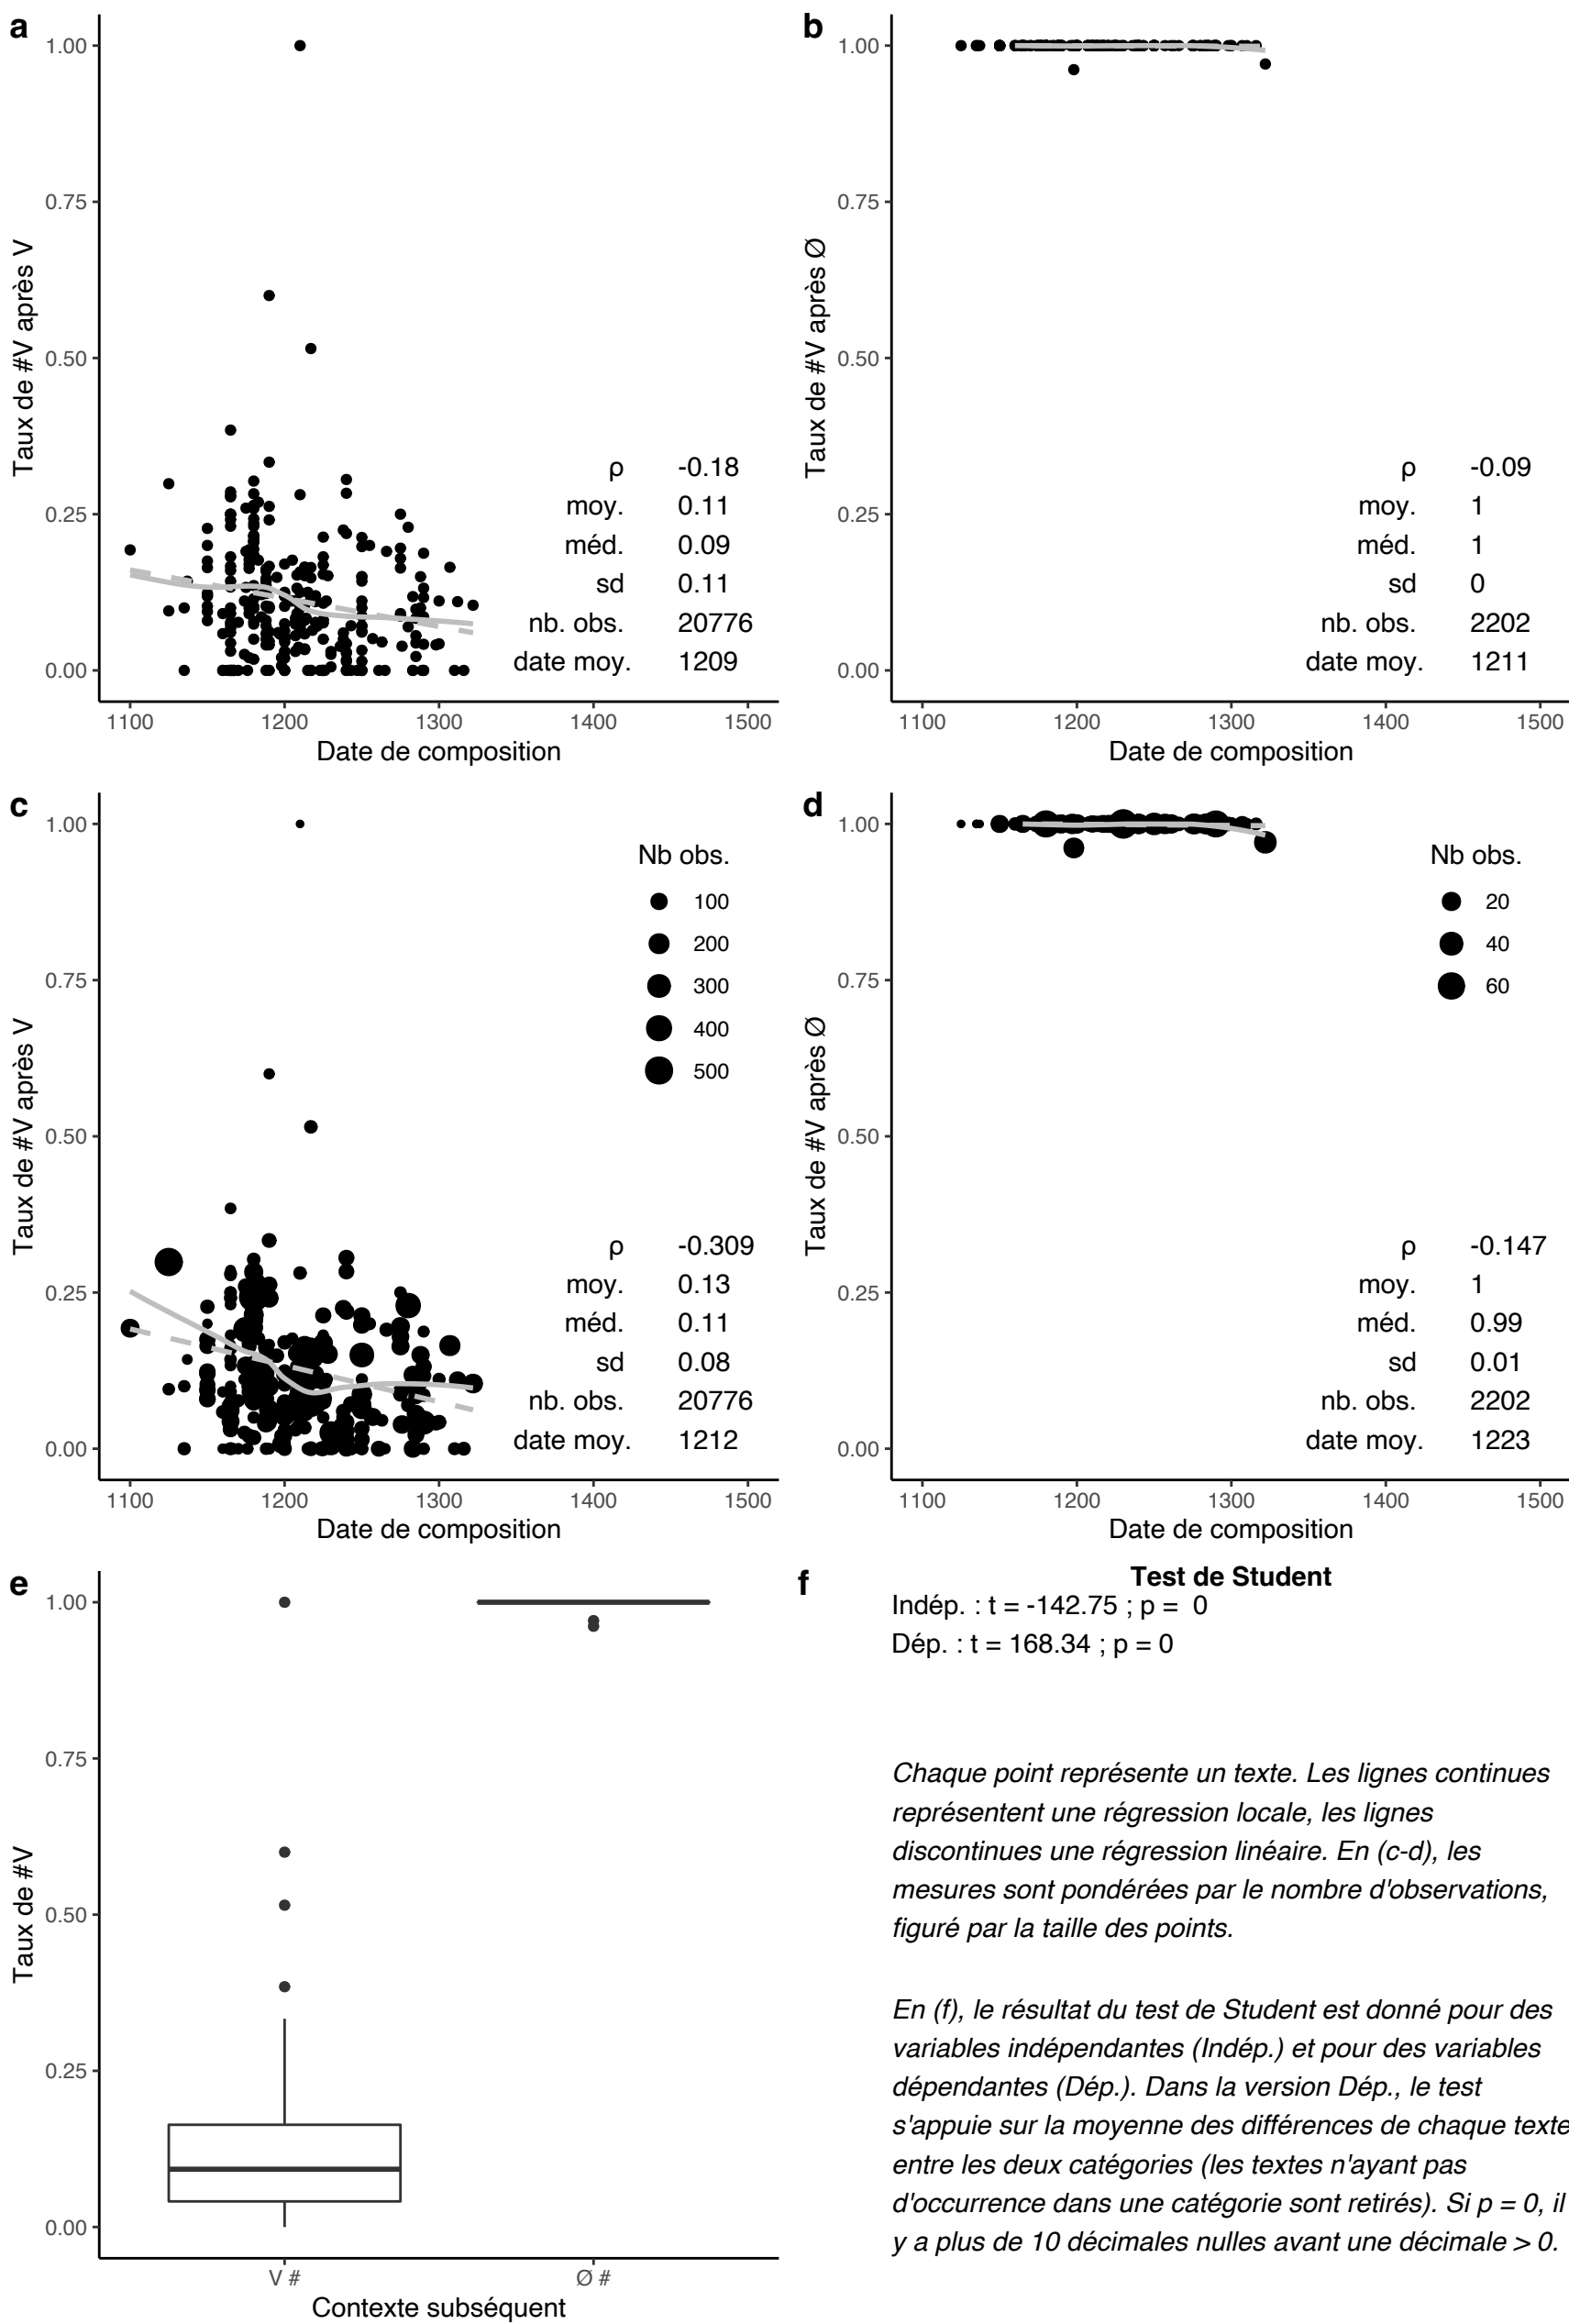 a
1.00
0.75
0.50
0.25
0.00
Taux de #V après V
ρ -0.18
moy. 0.11
méd. 0.09
sd 0.11
nb. obs. 20776
date moy. 1209
1100 1200 1300 1400 1500
Date de composition
b
1.00
0.75
0.50
0.25
0.00
Taux de #V après Ø
ρ -0.09
moy. 1
méd. 1
sd 0
nb. obs. 2202
date moy. 1211
1100 1200 1300 1400 1500
Date de composition
c
1.00
0.75
0.50
0.25
0.00
Taux de #V après V
Nb obs.
100
200
300
400
500
ρ -0.309
moy. 0.13
méd. 0.11
sd 0.08
nb. obs. 20776
date moy. 1212
1100 1200 1300 1400 1500
Date de composition
d
1.00
0.75
0.50
0.25
0.00
Taux de #V après Ø
Nb obs.
20
40
60
ρ -0.147
moy. 1
méd. 0.99
sd 0.01
nb. obs. 2202
date moy. 1223
1100 1200 1300 1400 1500
Date de composition
e
1.00
0.75
0.50
0.25
0.00
Taux de #V
V # Ø #
Contexte subséquent
f
Test de Student
Indép. : t = -142.75 ; p = 0
Dép. : t = 168.34 ; p = 0
Chaque point représente un texte. Les lignes continues
représentent une régression locale, les lignes
discontinues une régression linéaire. En (c-d), les
mesures sont pondérées par le nombre d'observations,
figuré par la taille des points.
En (f), le résultat du test de Student est donné pour des
variables indépendantes (Indép.) et pour des variables
dépendantes (Dép.). Dans la version Dép., le test
s'appuie sur la moyenne des différences de chaque texte
entre les deux catégories (les textes n'ayant pas
d'occurrence dans une catégorie sont retirés). Si p = 0, il
y a plus de 10 décimales nulles avant une décimale > 0.